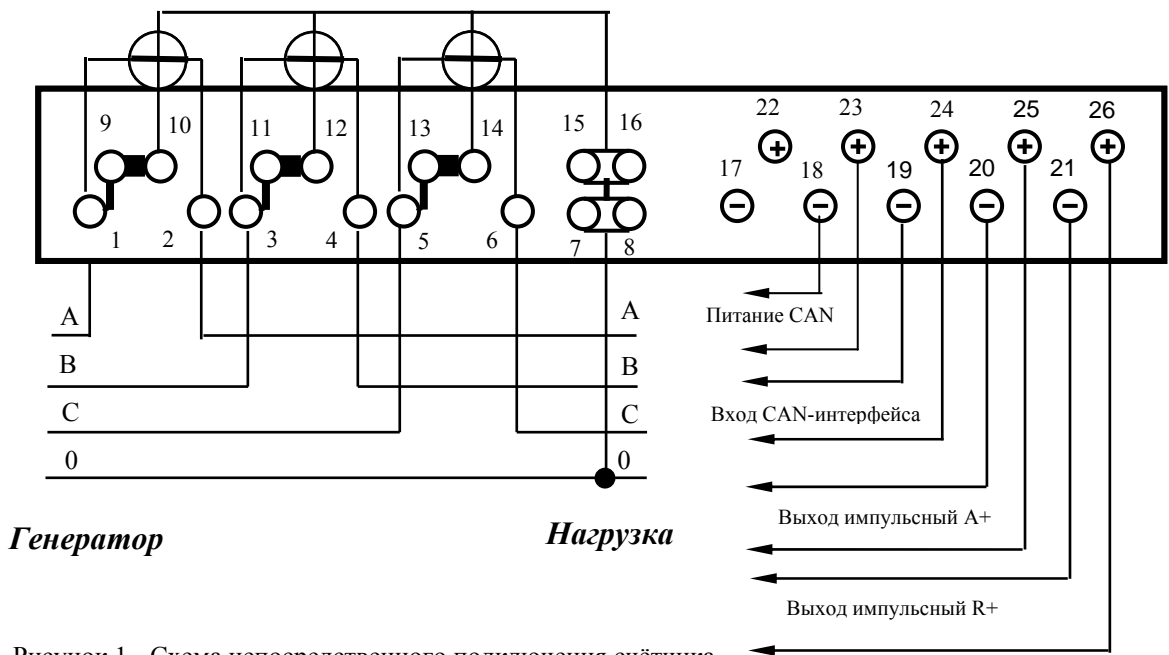 22 23 24 25 26
9 10 11 12 13 14 15 16
17 18 19 20 21
1 2 3 4 5 6 7 8
+ + + + +
− − − − −
A A
B B
C C
0 0
Питание CAN
Вход CAN-интерфейса
Выход импульсный A+
Выход импульсный R+
Генератор Нагрузка
Рисунок 1 - Схема непосредственного подключения счётчика